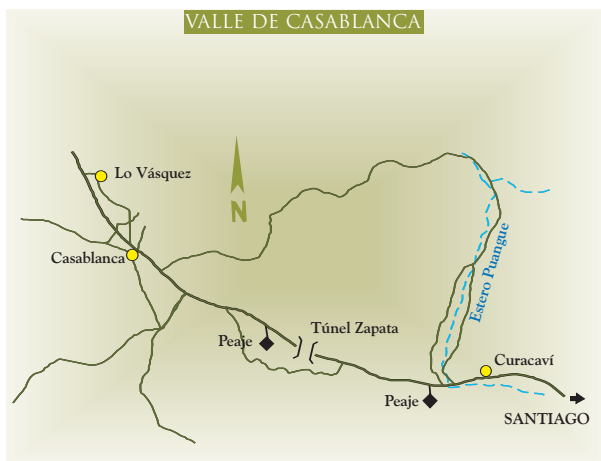 VALLE DE CASABLANCA
Lo Vásquez
N
Casablanca
Estero Puangue
Túnel Zapata
Peaje
Curacaví
Peaje
SANTIAGO